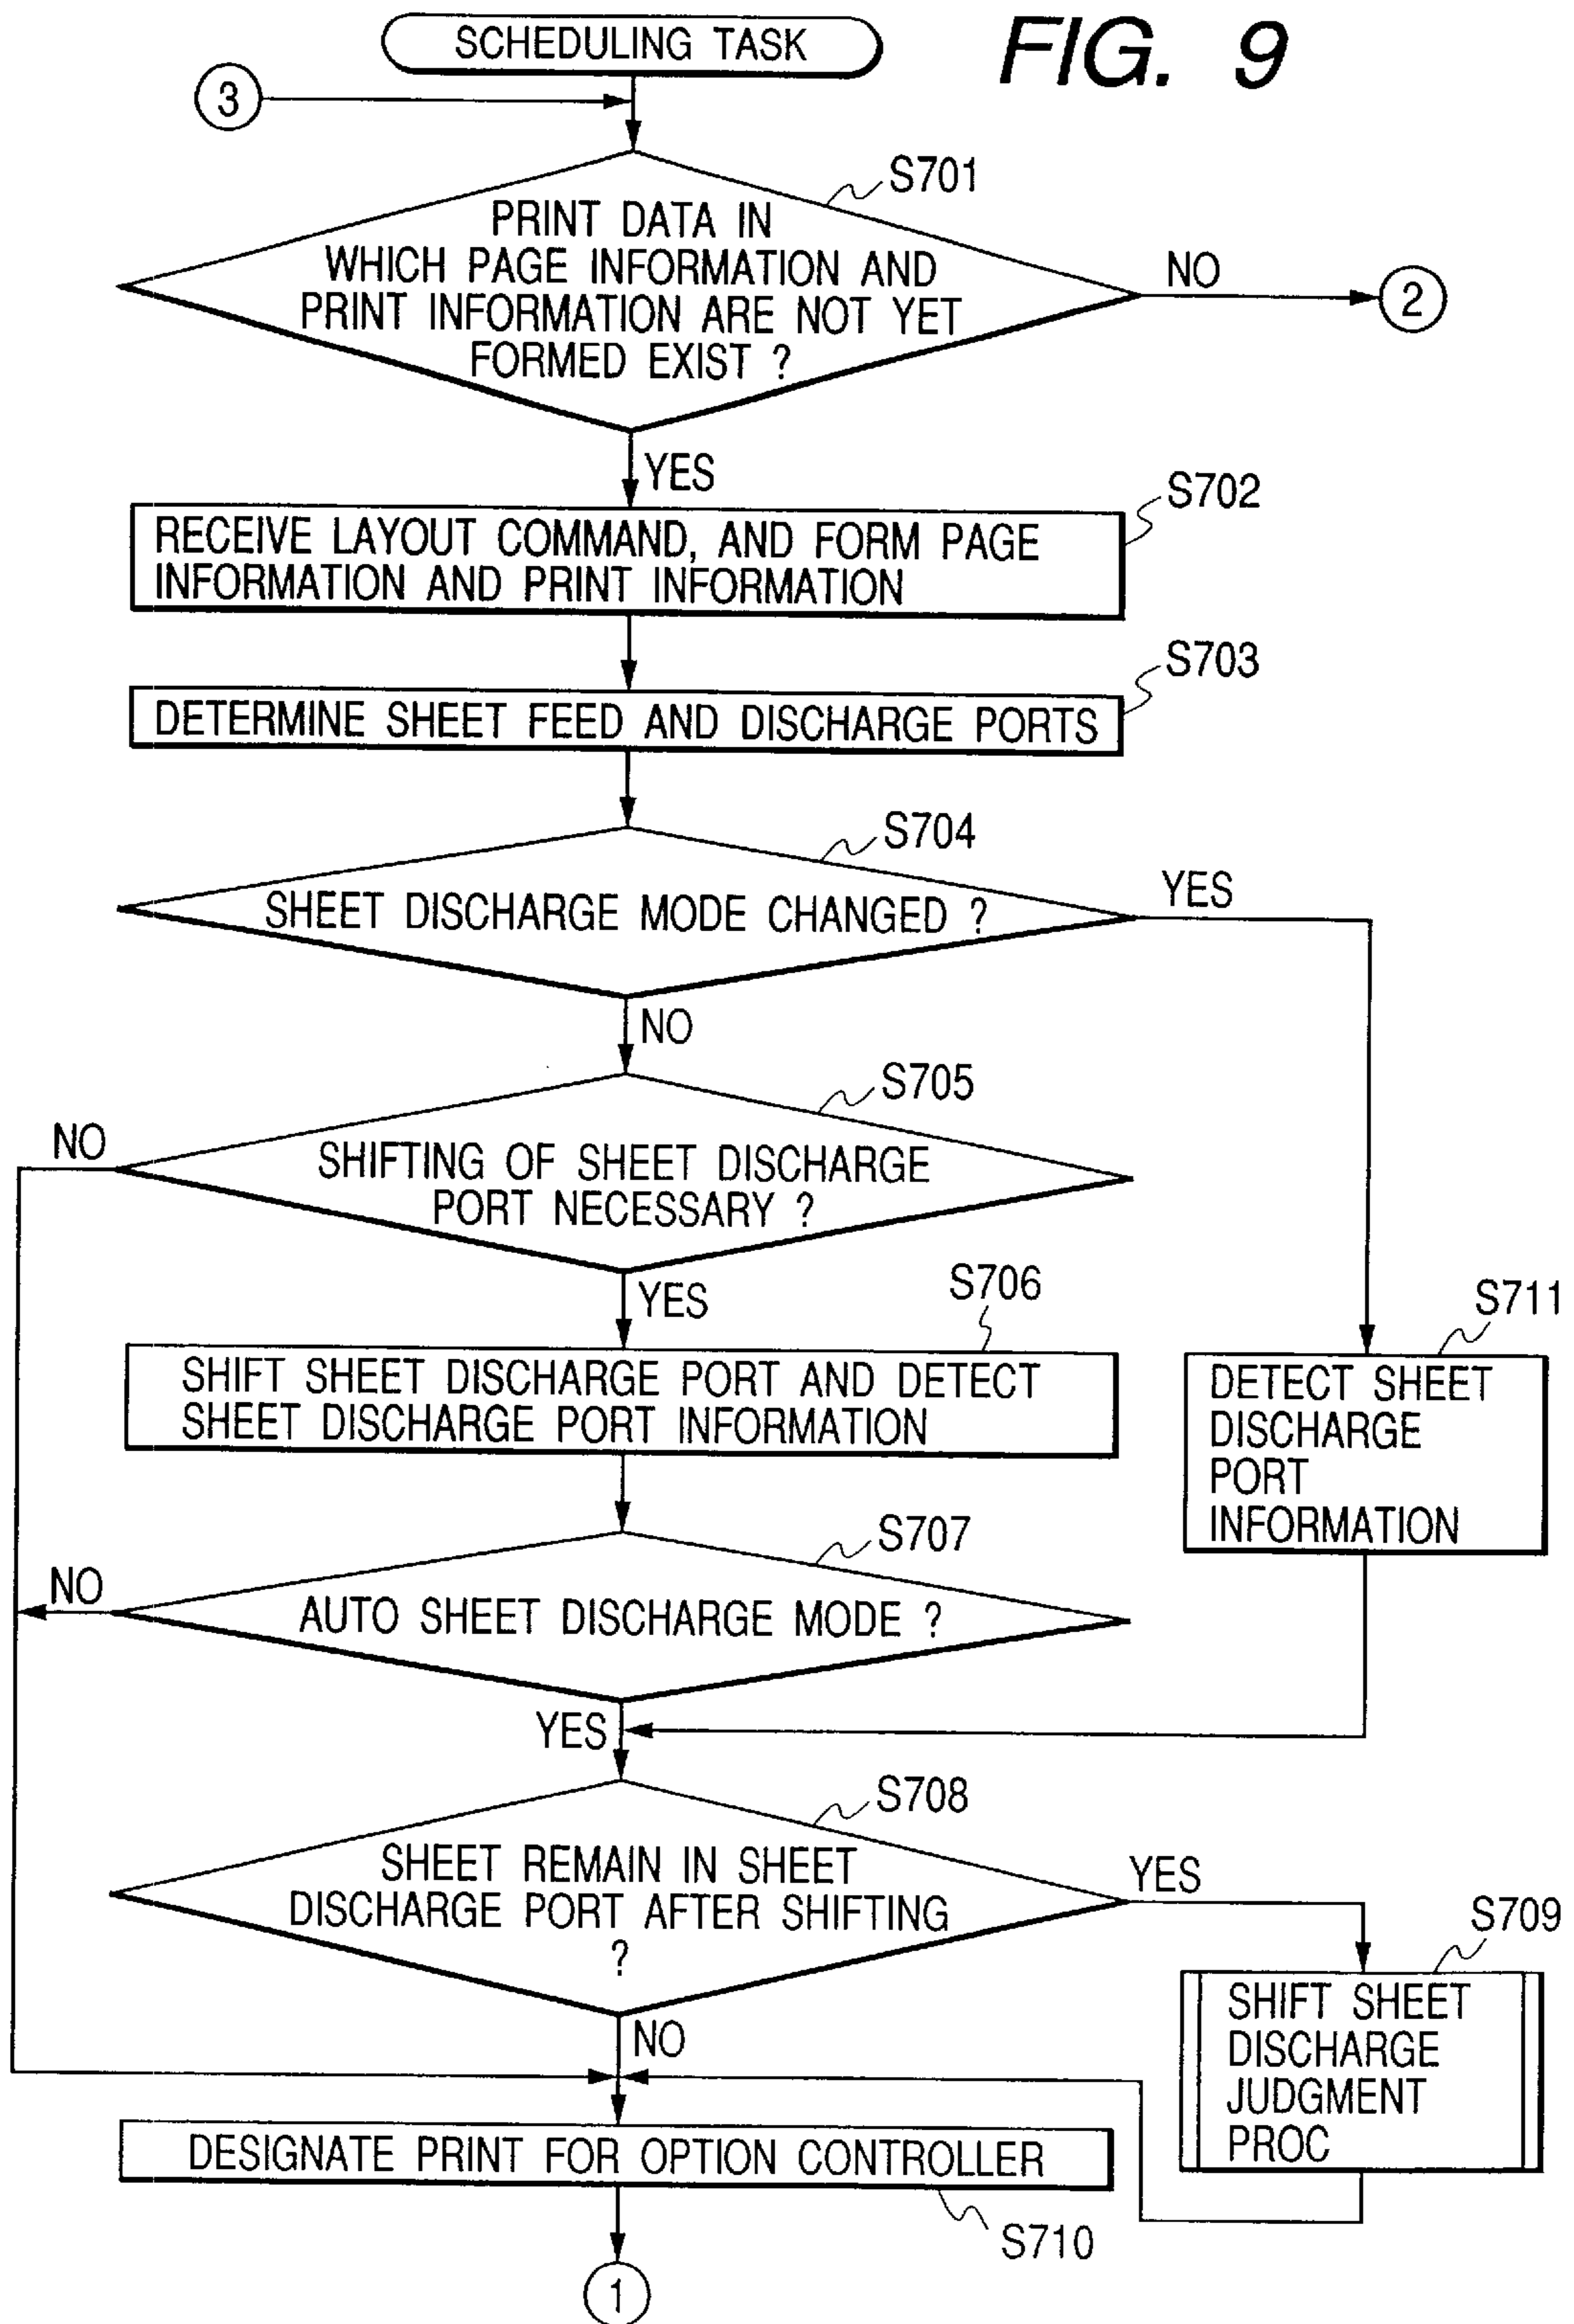 SCHEDULING TASK
FIG. 9
3
S701
PRINT DATA IN
WHICH PAGE INFORMATION AND
PRINT INFORMATION ARE NOT YET
FORMED EXIST ?
NO
2
YES
S702
RECEIVE LAYOUT COMMAND, AND FORM PAGE
INFORMATION AND PRINT INFORMATION
S703
DETERMINE SHEET FEED AND DISCHARGE PORTS
S704
SHEET DISCHARGE MODE CHANGED ?
YES
NO
S705
NO
SHIFTING OF SHEET DISCHARGE
PORT NECESSARY ?
YES
S706
SHIFT SHEET DISCHARGE PORT AND DETECT
SHEET DISCHARGE PORT INFORMATION
S711
DETECT SHEET
DISCHARGE
PORT
INFORMATION
S707
NO
AUTO SHEET DISCHARGE MODE ?
YES
S708
SHEET REMAIN IN SHEET
DISCHARGE PORT AFTER SHIFTING
?
YES
S709
SHIFT SHEET
DISCHARGE
JUDGMENT
PROC
NO
DESIGNATE PRINT FOR OPTION CONTROLLER
S710
1